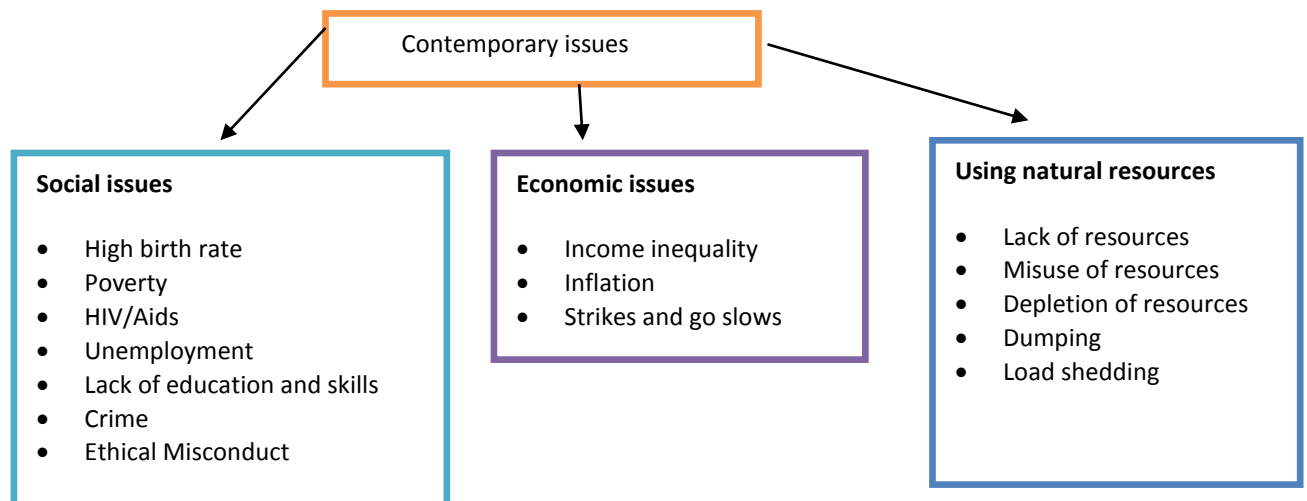 Contemporary issues
Social issues
• High birth rate
• Poverty
• HIV/Aids
• Unemployment
• Lack of education and skills
• Crime
• Ethical Misconduct
Economic issues
• Income inequality
• Inflation
• Strikes and go slows
Using natural resources
• Lack of resources
• Misuse of resources
• Depletion of resources
• Dumping
• Load shedding